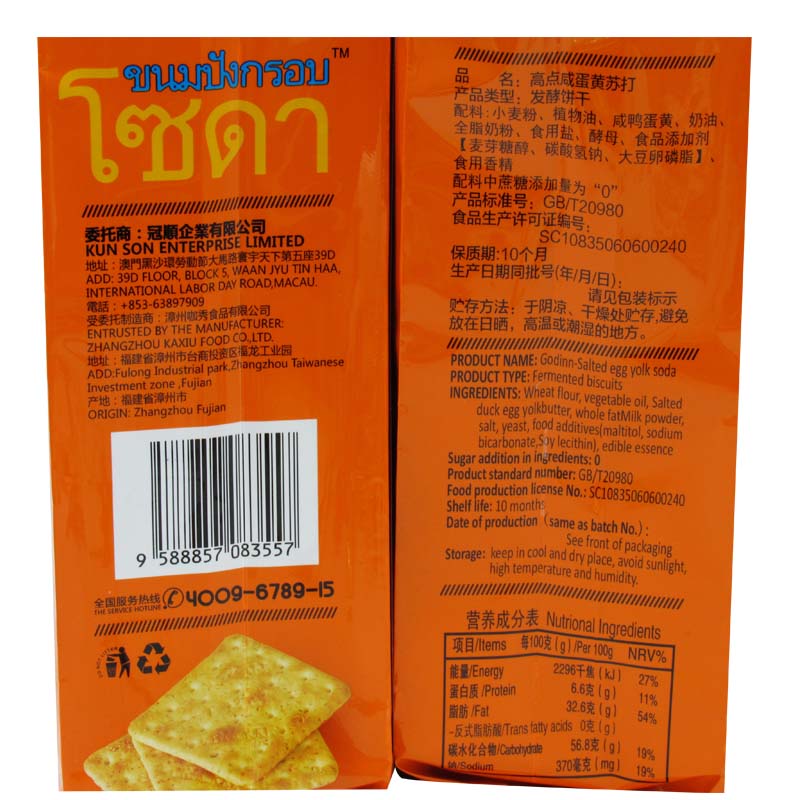 ขนมปังกรอบ™
โซดา
委托商：冠順企業有限公司
KUN SON ENTERPRISE LIMITED
地址：澳門黑沙環勞動節大馬路寰宇天下第五座39D
ADD: 39D FLOOR, BLOCK 5, WAAN JYU TIN HAA,
INTERNATIONAL LABOR DAY ROAD,MACAU.
電話：+853-63897909
受委托制造商：漳州咖秀食品有限公司
ENTRUSTED BY THE MANUFACTURER:
ZHANGZHOU KAXIU FOOD CO.,LTD.
地址：福建省漳州市台商投资区福龙工业园
ADD:Fulong Industrial park,Zhangzhou Taiwanese
Investment zone ,Fujian
产地：福建省漳州市
ORIGIN: Zhangzhou Fujian
9 588857 083557
全国服务热线
THE SERVICE HOTLINE
4009-6789-15
DO NOT LITTER
品 名：高点咸蛋黄苏打
产品类型：发酵饼干
配料：小麦粉、植物油、咸鸭蛋黄、奶油、
全脂奶粉、食用盐、酵母、食品添加剂
【麦芽糖醇、碳酸氢钠、大豆卵磷脂】、
食用香精
配料中蔗糖添加量为“0”
产品标准号：GB/T20980
食品生产许可证编号：
SC10835060600240
保质期:10个月
生产日期同批号(年/月/日)：
请见包装标示
贮存方法：于阴凉、干燥处贮存,避免
放在日晒，高温或潮湿的地方。
PRODUCT NAME: Godinn-Salted egg yolk soda
PRODUCT TYPE: Fermented biscuits
INGREDIENTS: Wheat flour, vegetable oil, Salted
duck egg yolkbutter, whole fatMilk powder,
salt, yeast, food additives(maltitol, sodium
bicarbonate,Soy lecithin), edible essence
Sugar addition in ingredients: 0
Product standard number: GB/T20980
Food production license No.: SC10835060600240
Shelf life: 10 months
Date of production（same as batch No.）:
See front of packaging
Storage: keep in cool and dry place, avoid sunlight,
high temperature and humidity.
营养成分表 Nutrional Ingredients
项目/Items 每100克(g)/Per 100g NRV%
能量/Energy 2296千焦(kJ) 27%
蛋白质/Protein 6.6克(g) 11%
脂肪/Fat 32.6克(g) 54%
-反式脂肪酸/Trans fatty acids 0克(g)
碳水化合物/Carbohydrate 56.8克(g) 19%
钠/Sodium 370毫克(mg) 19%